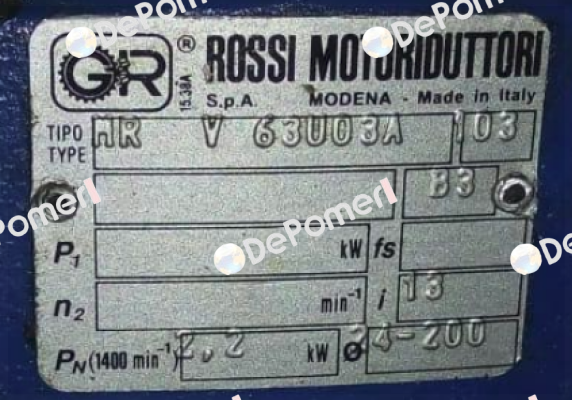 GR ® ROSSI MOTORIDUTTORI
15.38A
S.p.A. MODENA - Made in Italy
TIPO
TYPE MR V 63U03A 103
B3
P1 kW fs
n2 min-1 i 13
PN (1400 min-1) 2,2 kW ø 24-200
DePomeri
DePomeri
DePomeri
DePomeri
DePomeri